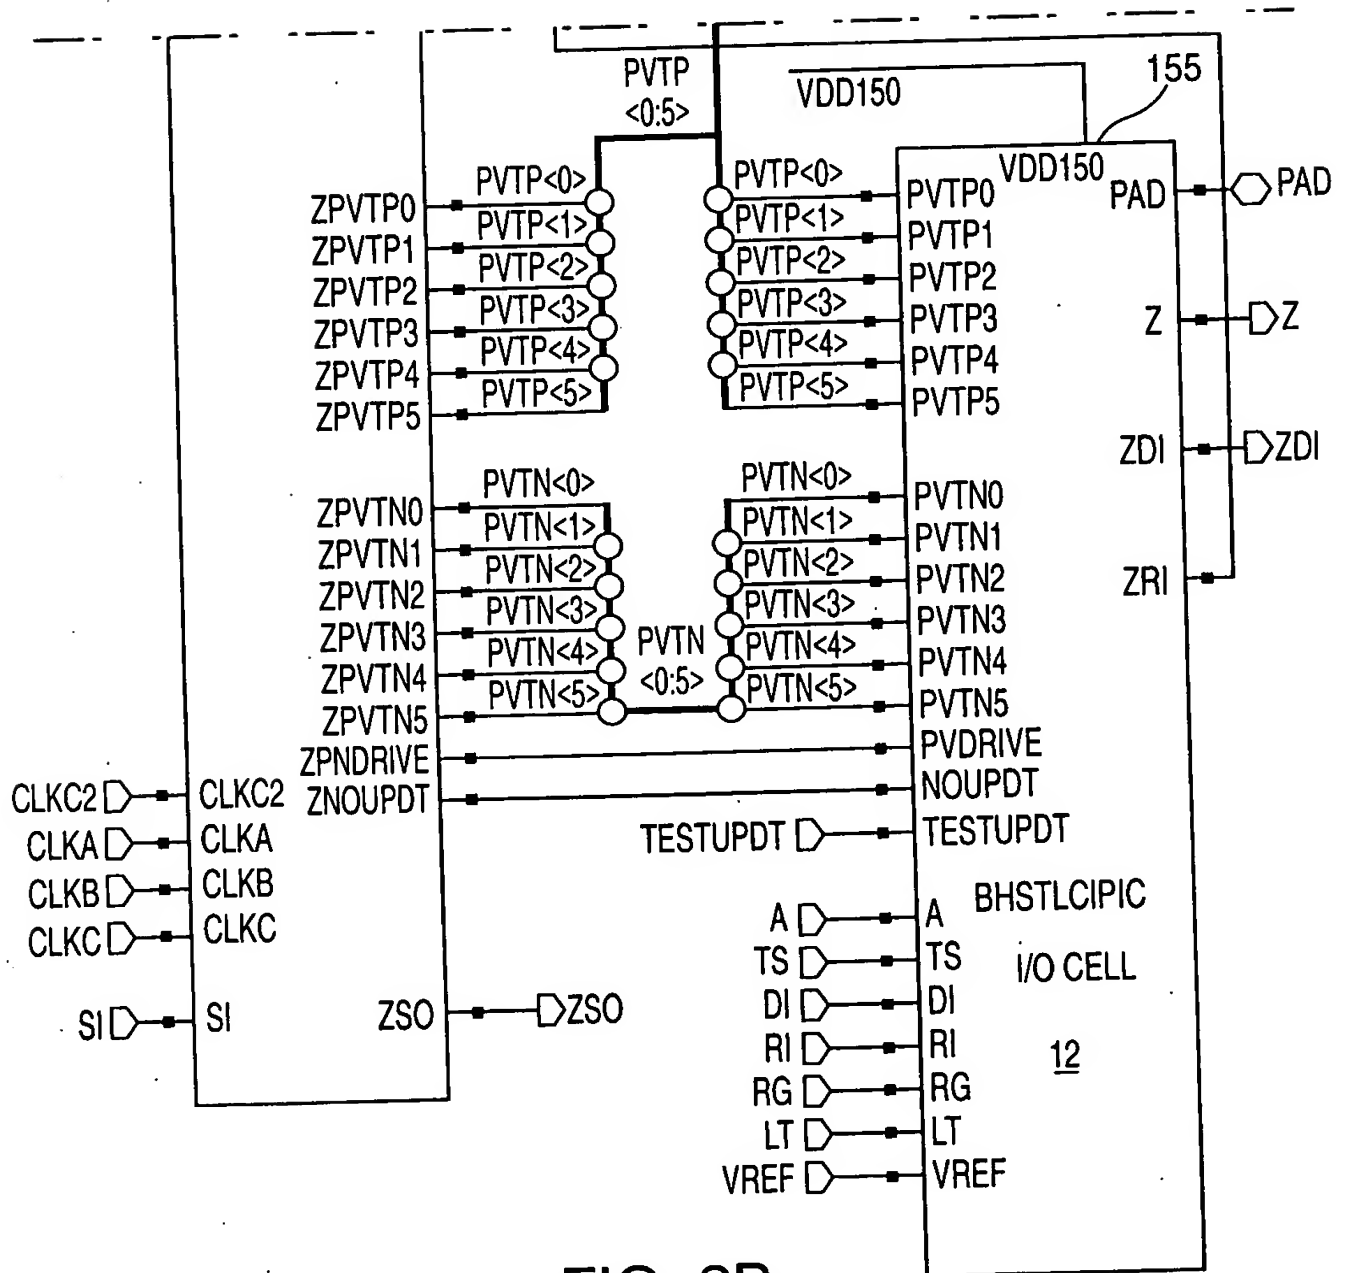 PVTP
<0:5>
VDD150
155
ZPVTP0
ZPVTP1
ZPVTP2
ZPVTP3
ZPVTP4
ZPVTP5
PVTP<0>
PVTP<1>
PVTP<2>
PVTP<3>
PVTP<4>
PVTP<5>
PVTP<0>
PVTP<1>
PVTP<2>
PVTP<3>
PVTP<4>
PVTP<5>
VDD150
PVTP0
PVTP1
PVTP2
PVTP3
PVTP4
PVTP5
PAD
PAD
Z
Z
ZDI
ZDI
ZRI
ZPVTN0
ZPVTN1
ZPVTN2
ZPVTN3
ZPVTN4
ZPVTN5
ZPNDRIVE
ZNOUPDT
PVTN<0>
PVTN<1>
PVTN<2>
PVTN<3>
PVTN<4>
PVTN<5>
PVTN
<0:5>
PVTN<0>
PVTN<1>
PVTN<2>
PVTN<3>
PVTN<4>
PVTN<5>
PVTN0
PVTN1
PVTN2
PVTN3
PVTN4
PVTN5
PVDRIVE
NOUPDT
TESTUPDT
TESTUPDT
CLKC2
CLKC2
CLKA
CLKA
CLKB
CLKB
CLKC
CLKC
SI
SI
ZSO
ZSO
BHSTLCIPIC
I/O CELL
12
A
A
TS
TS
DI
DI
RI
RI
RG
RG
LT
LT
VREF
VREF